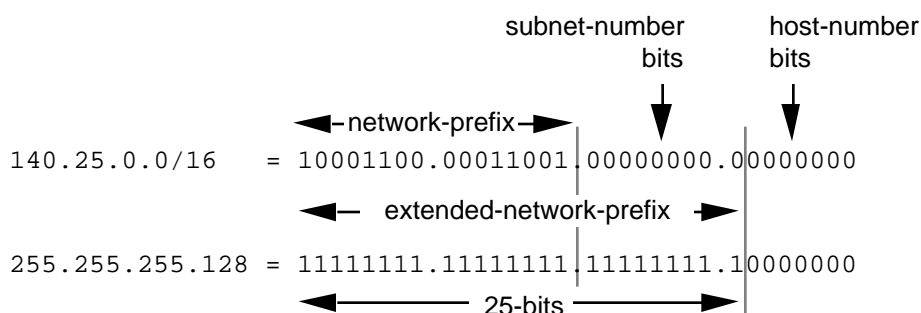 subnet-number bits
host-number bits
network-prefix
140.25.0.0/16 = 10001100.00011001.00000000.00000000
extended-network-prefix
255.255.255.128 = 11111111.11111111.11111111.10000000
25-bits